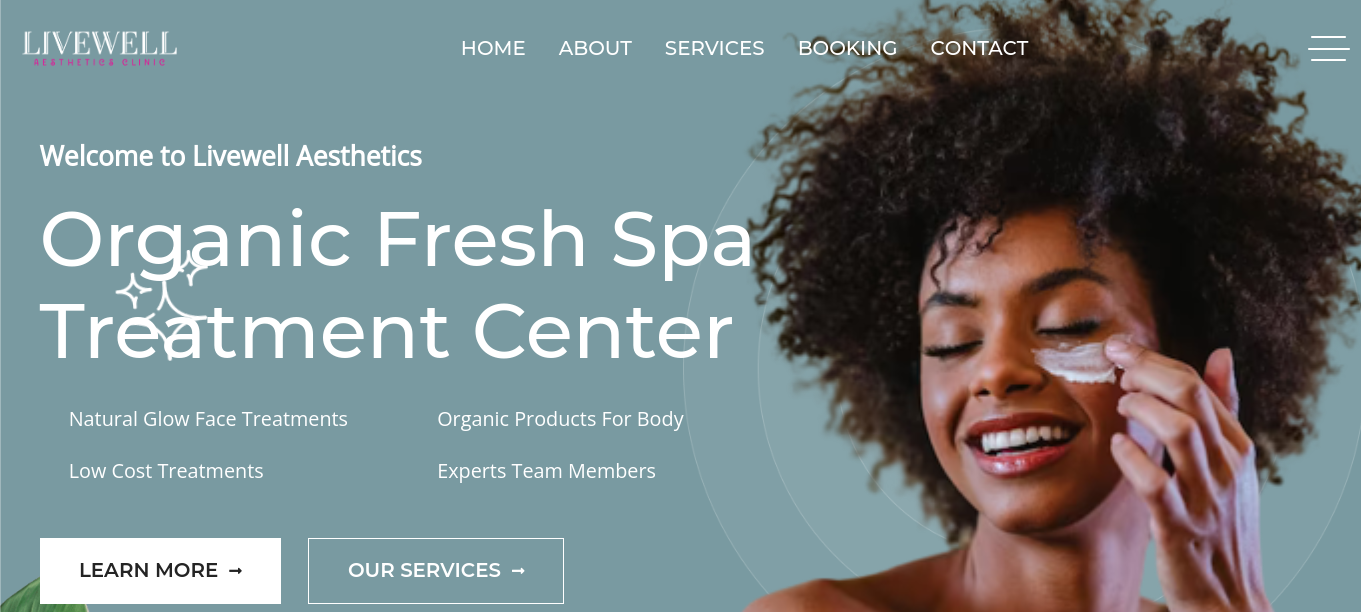 LIVEWELL
AESTHETICS CLINIC
HOME ABOUT SERVICES BOOKING CONTACT
Welcome to Livewell Aesthetics
Organic Fresh Spa
Treatment Center
Natural Glow Face Treatments Organic Products For Body
Low Cost Treatments Experts Team Members
LEARN MORE → OUR SERVICES →